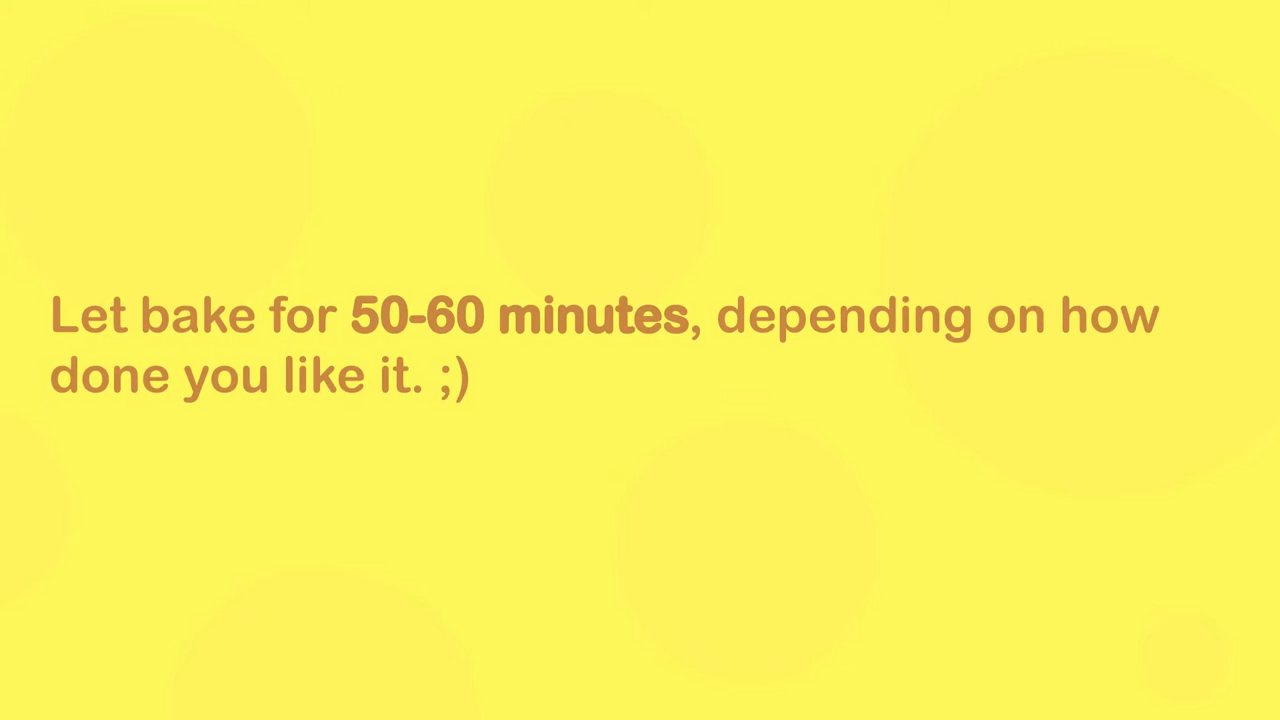 Let bake for 50-60 minutes, depending on how
done you like it. ;)